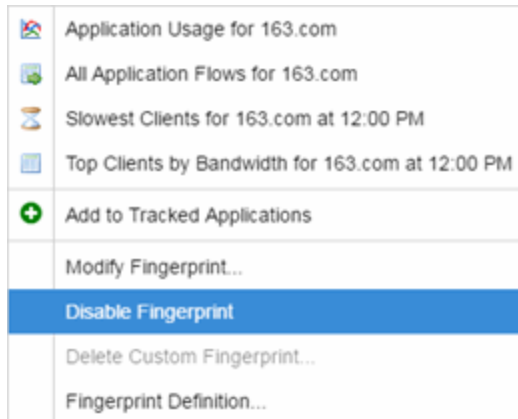 Application Usage for 163.com
All Application Flows for 163.com
Slowest Clients for 163.com at 12:00 PM
Top Clients by Bandwidth for 163.com at 12:00 PM
Add to Tracked Applications
Modify Fingerprint...
Disable Fingerprint
Delete Custom Fingerprint...
Fingerprint Definition...